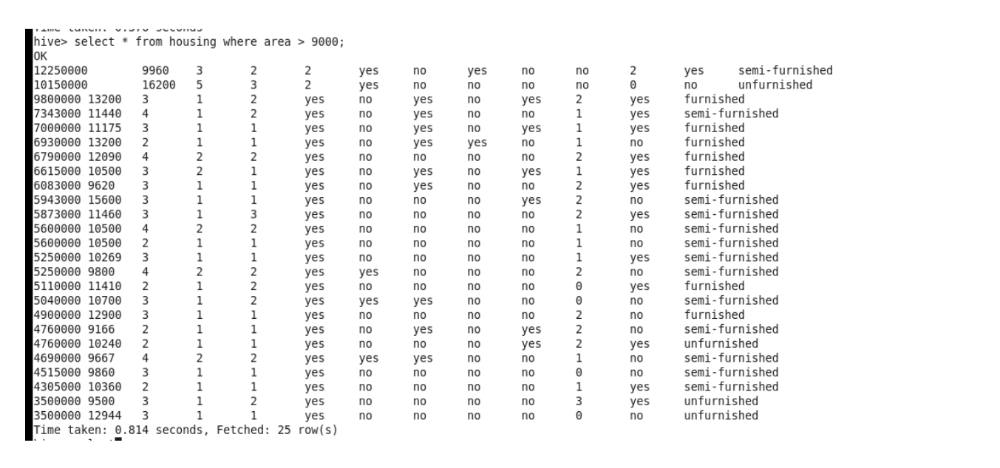 Time taken: 0.576 seconds
hive> select * from housing where area > 9000;
OK
12250000 9960 3 2 2 yes no yes no no 2 yes semi-furnished
10150000 16200 5 3 2 yes no no no no 0 no unfurnished
9800000 13200 3 1 2 yes no yes no yes 2 yes furnished
7343000 11440 4 1 2 yes no yes no no 1 yes semi-furnished
7000000 11175 3 1 1 yes no yes no yes 1 yes furnished
6930000 13200 2 1 1 yes no yes yes no 1 no furnished
6790000 12090 4 2 2 yes no no no no 2 yes furnished
6615000 10500 3 2 1 yes no yes no yes 1 yes furnished
6083000 9620 3 1 1 yes no yes no no 2 yes furnished
5943000 15600 3 1 1 yes no no no yes 2 no semi-furnished
5873000 11460 3 1 3 yes no no no no 2 yes semi-furnished
5600000 10500 4 2 2 yes no no no no 1 no semi-furnished
5600000 10500 2 1 1 yes no no no no 1 no semi-furnished
5250000 10269 3 1 1 yes no no no no 1 yes semi-furnished
5250000 9800 4 2 2 yes yes no no no 2 no semi-furnished
5110000 11410 2 1 2 yes no no no no 0 yes furnished
5040000 10700 3 1 2 yes yes yes no no 0 no semi-furnished
4900000 12900 3 1 1 yes no no no no 2 no furnished
4760000 9166 2 1 1 yes no yes no yes 2 no semi-furnished
4760000 10240 2 1 1 yes no no no yes 2 yes unfurnished
4690000 9667 4 2 2 yes yes yes no no 1 no semi-furnished
4515000 9860 3 1 1 yes no no no no 0 no semi-furnished
4305000 10360 2 1 1 yes no no no no 1 yes semi-furnished
3500000 9500 3 1 2 yes no no no no 3 yes unfurnished
3500000 12944 3 1 1 yes no no no no 0 no unfurnished
Time taken: 0.814 seconds, Fetched: 25 row(s)